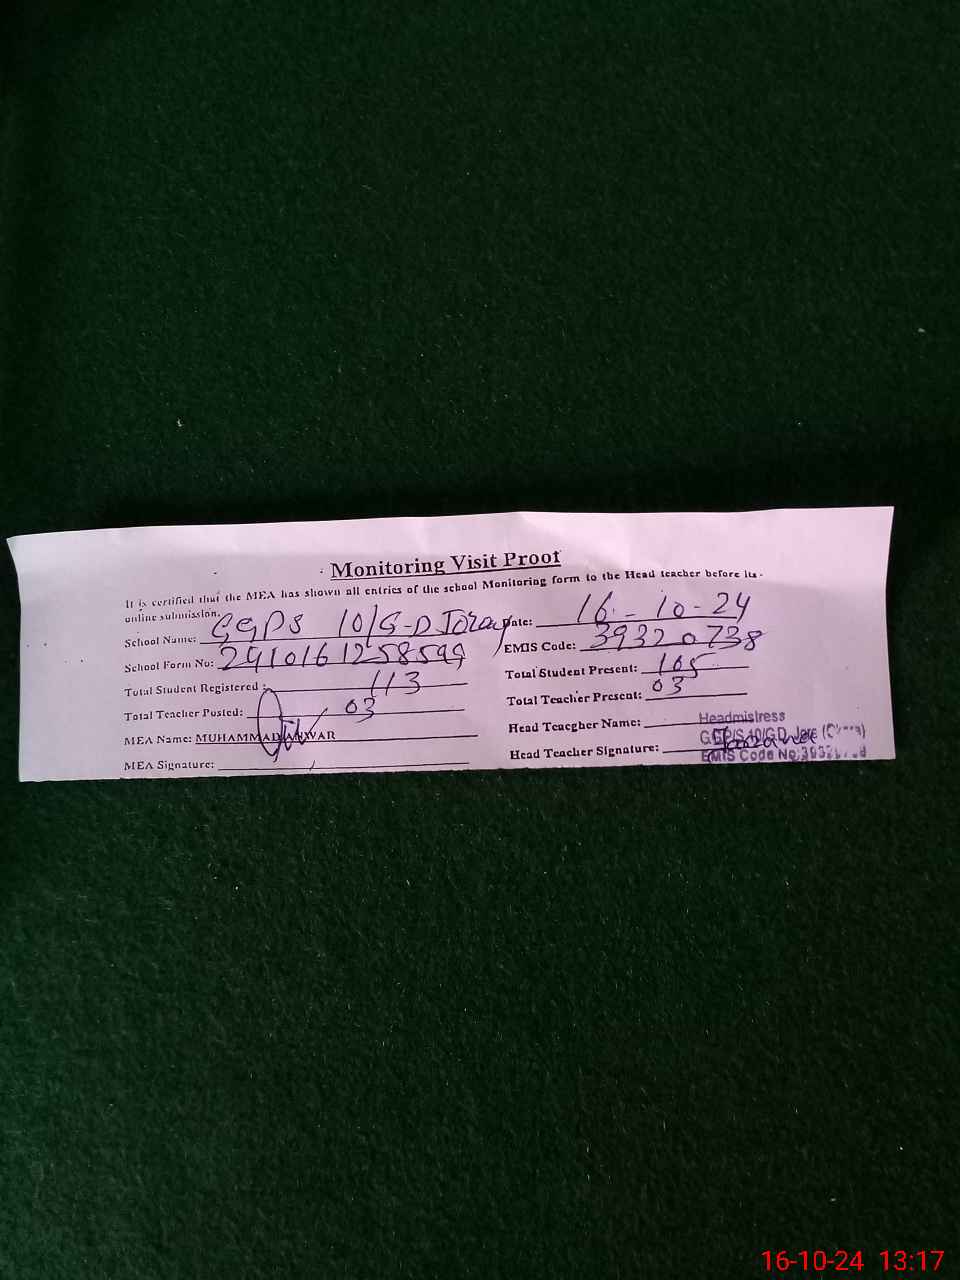 Monitoring Visit Proof
It is certified that the MEA has shown all entries of the school Monitoring form to the Head teacher before its
online submission.
School Name: GGPS 10/G-D
Date: 16-10-24
School Form No: 2910161258599
EMIS Code: 39320738
Total Student Registered: 113
Total Student Present: 105
Total Teacher Posted: 03
Total Teacher Present: 03
MEA Name: MUHAMMAD ANWAR
Head Teacgher Name:
MEA Signature:
Head Teacher Signature:
Headmistress
EMIS Code No
16-10-24 13:17